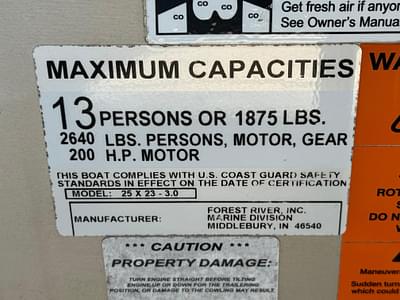 CO
CO
CO
Get fresh air if anyon
See Owner's Manua
MAXIMUM CAPACITIES
13 PERSONS OR 1875 LBS.
2640 LBS. PERSONS, MOTOR, GEAR
200 H.P. MOTOR
THIS BOAT COMPLIES WITH U.S. COAST GUARD SAFETY
STANDARDS IN EFFECT ON THE DATE OF CERTIFICATION
MODEL: 25 X 23 - 3.0
MANUFACTURER:
FOREST RIVER, INC.
MARINE DIVISION
MIDDLEBURY, IN 46540
*** CAUTION ***
PROPERTY DAMAGE:
TURN ENGINE STRAIGHT BEFORE TILTING
ENGINE UP OR DOWN FOR THE TRAILERING
POSITION, OR DAMAGE TO THE COWLING MAY RESULT.
WA
ROT
S
DO N
W
Maneuver
Sudden turn
which could